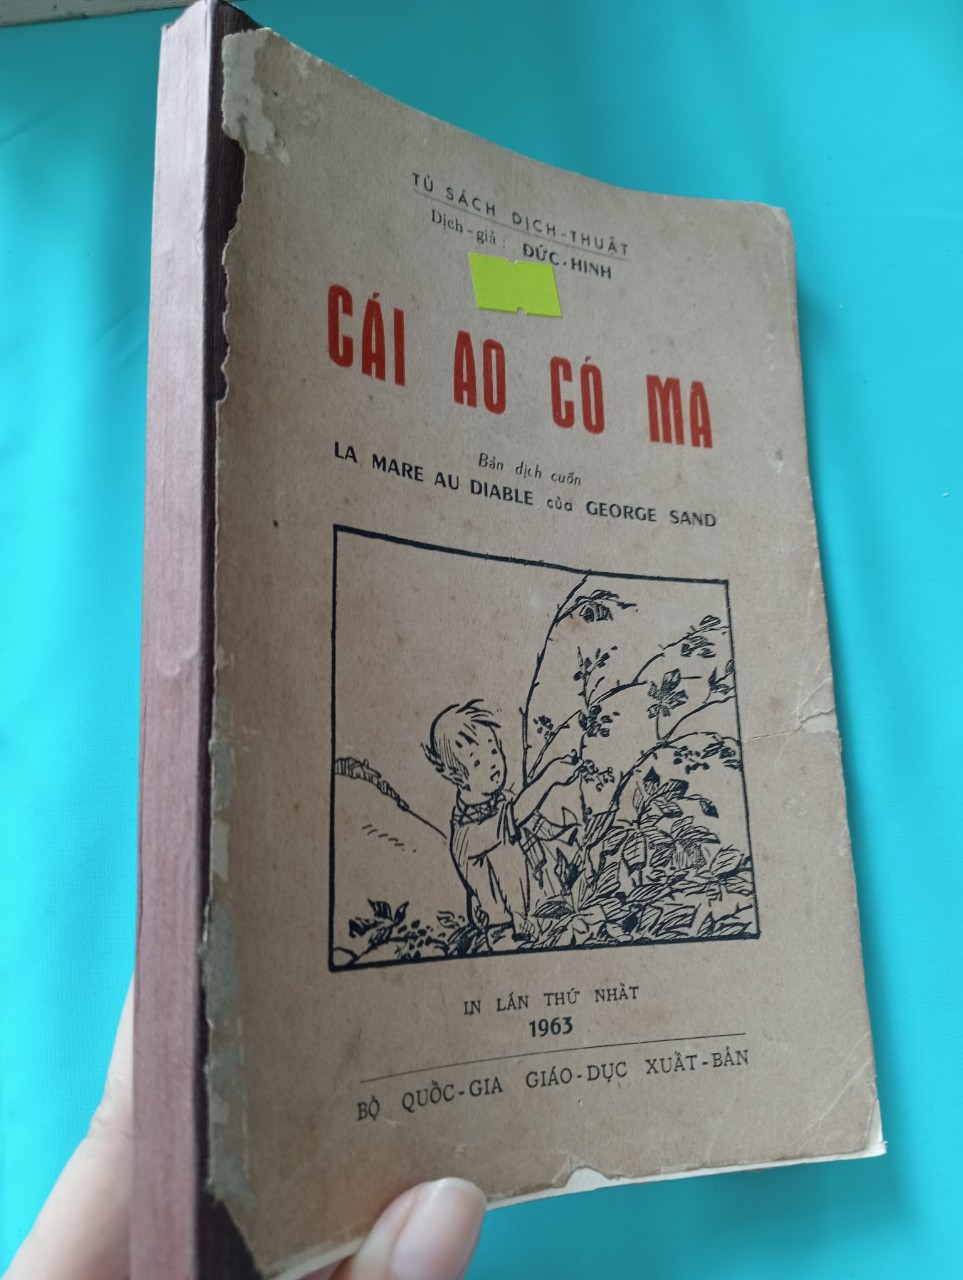 TỦ SÁCH DỊCH-THUẬT
Dịch-giả : ĐỨC-HINH
CÁI AO CÓ MA
Bản dịch cuốn
LA MARE AU DIABLE của GEORGE SAND
IN LẦN THỨ NHẤT
1963
BỘ QUỐC-GIA GIÁO-DỤC XUẤT-BẢN